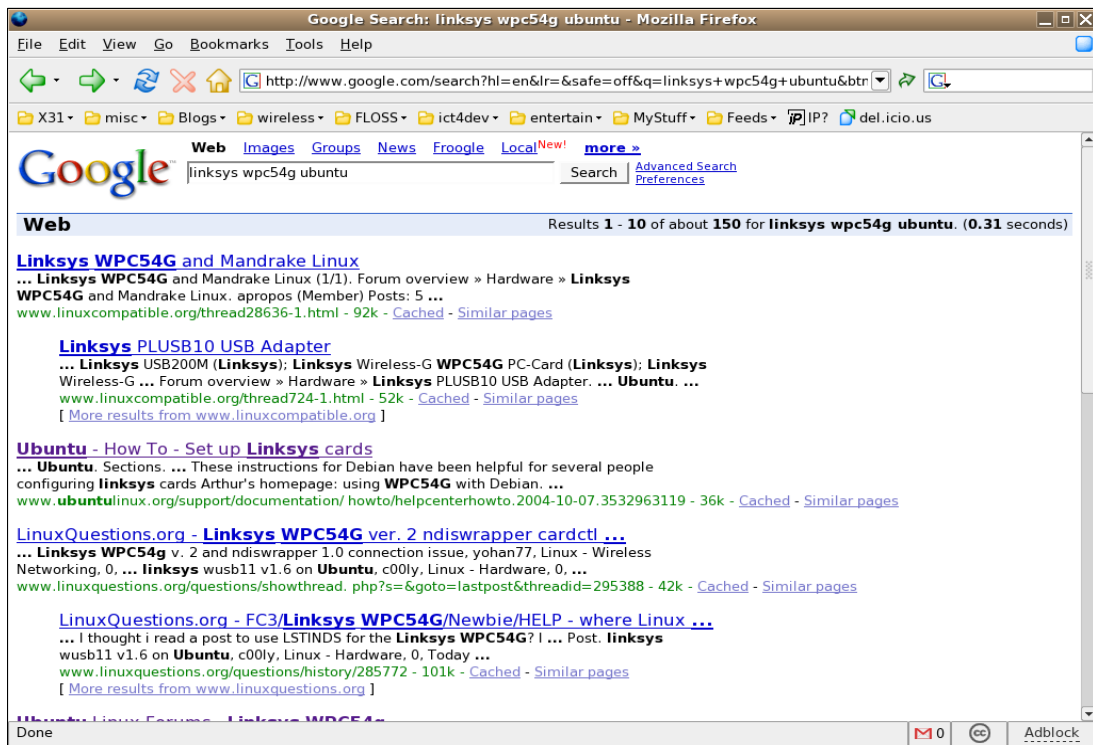 Google Search: linksys wpc54g ubuntu - Mozilla Firefox
File Edit View Go Bookmarks Tools Help
http://www.google.com/search?hl=en&lr=&safe=off&q=linksys+wpc54g+ubuntu&btn
X31 misc Blogs wireless FLOSS ict4dev entertain MyStuff Feeds IP? del.icio.us
Google™
Web Images Groups News Froogle Local New! more »
linksys wpc54g ubuntu Search Advanced Search
Preferences
Web Results 1 - 10 of about 150 for linksys wpc54g ubuntu. (0.31 seconds)
Linksys WPC54G and Mandrake Linux
... Linksys WPC54G and Mandrake Linux (1/1). Forum overview » Hardware » Linksys
WPC54G and Mandrake Linux. apropos (Member) Posts: 5 ...
www.linuxcompatible.org/thread28636-1.html - 92k - Cached - Similar pages
Linksys PLUSB10 USB Adapter
... Linksys USB200M (Linksys); Linksys Wireless-G WPC54G PC-Card (Linksys); Linksys
Wireless-G ... Forum overview » Hardware » Linksys PLUSB10 USB Adapter. ... Ubuntu. ...
www.linuxcompatible.org/thread724-1.html - 52k - Cached - Similar pages
[ More results from www.linuxcompatible.org ]
Ubuntu - How To - Set up Linksys cards
... Ubuntu. Sections. ... These instructions for Debian have been helpful for several people
configuring linksys cards Arthur's homepage: using WPC54G with Debian. ...
www.ubuntulinux.org/support/documentation/ howto/helpcenterhowto.2004-10-07.3532963119 - 36k - Cached - Similar pages
LinuxQuestions.org - Linksys WPC54G ver. 2 ndiswrapper cardctl ...
... Linksys WPC54g v. 2 and ndiswrapper 1.0 connection issue, yohan77, Linux - Wireless
Networking, 0, ... linksys wusb11 v1.6 on Ubuntu, c00ly, Linux - Hardware, 0, ...
www.linuxquestions.org/questions/showthread. php?s=&goto=lastpost&threadid=295388 - 42k - Cached - Similar pages
LinuxQuestions.org - FC3/Linksys WPC54G/Newbie/HELP - where Linux ...
... I thought i read a post to use LSTINDS for the Linksys WPC54G? I ... Post. linksys
wusb11 v1.6 on Ubuntu, c00ly, Linux - Hardware, 0, Today ...
www.linuxquestions.org/questions/history/285772 - 101k - Cached - Similar pages
[ More results from www.linuxquestions.org ]
Ubuntu Linux Forums - Linksys WPC54g
Done 0 cc Adblock